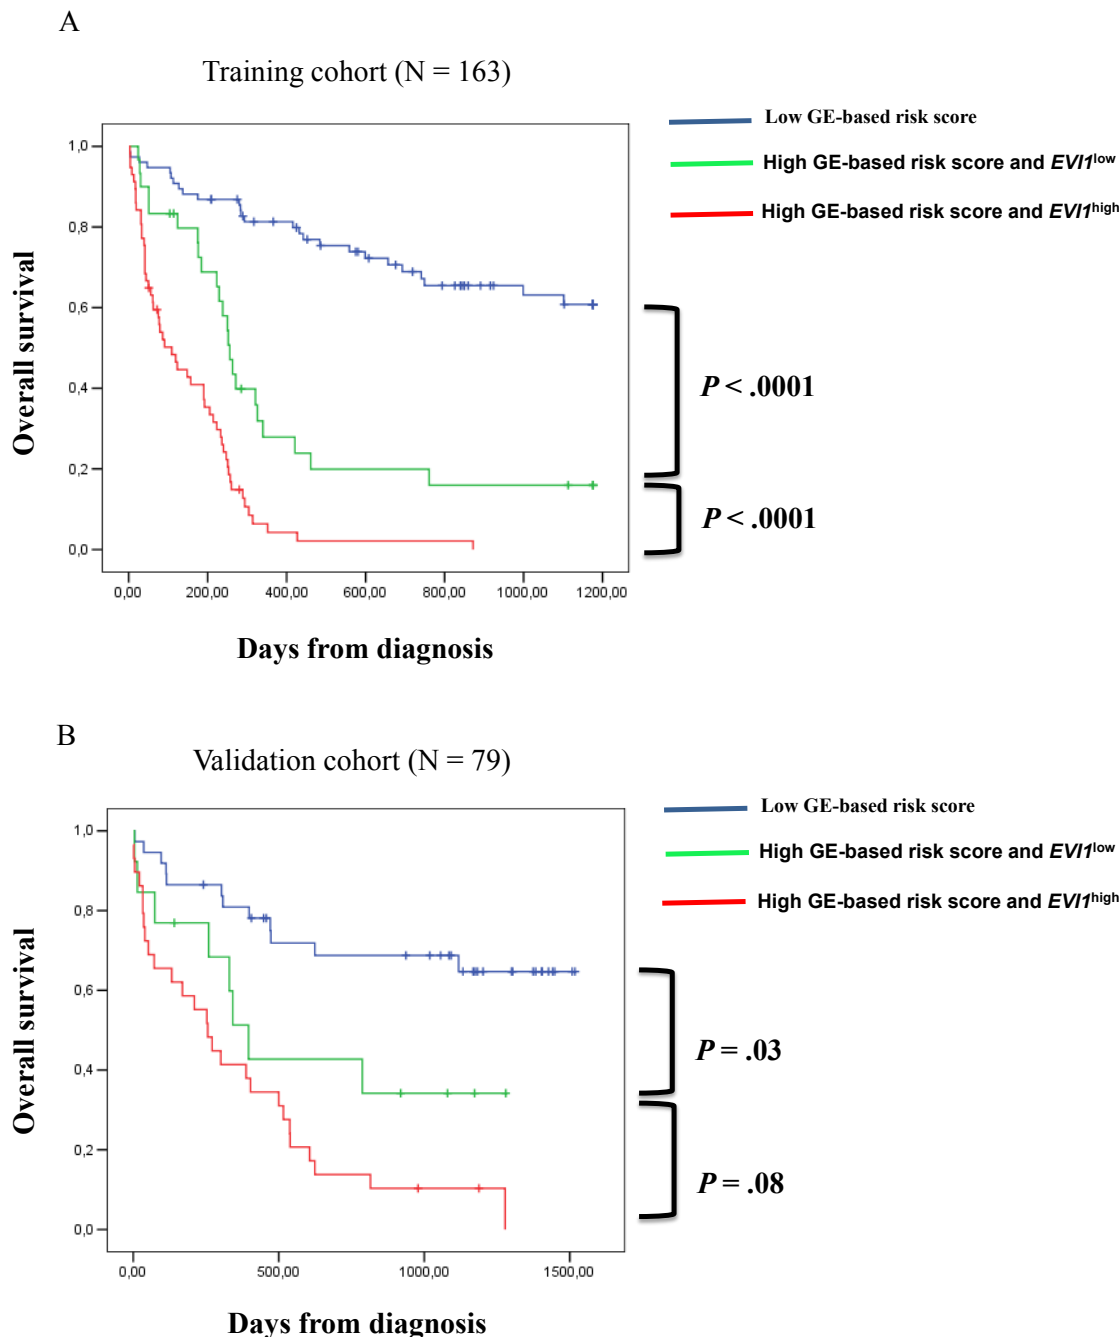 A
Training cohort (N = 163)
Low GE-based risk score
High GE-based risk score and EVI1low
High GE-based risk score and EVI1high
1,0
0,8
0,6
0,4
0,2
0,0
Overall survival
0,00 200,00 400,00 600,00 800,00 1000,00 1200,00
Days from diagnosis
P < .0001
P < .0001
B
Validation cohort (N = 79)
Low GE-based risk score
High GE-based risk score and EVI1low
High GE-based risk score and EVI1high
1,0
0,8
0,6
0,4
0,2
0,0
Overall survival
0,00 500,00 1000,00 1500,00
Days from diagnosis
P = .03
P = .08